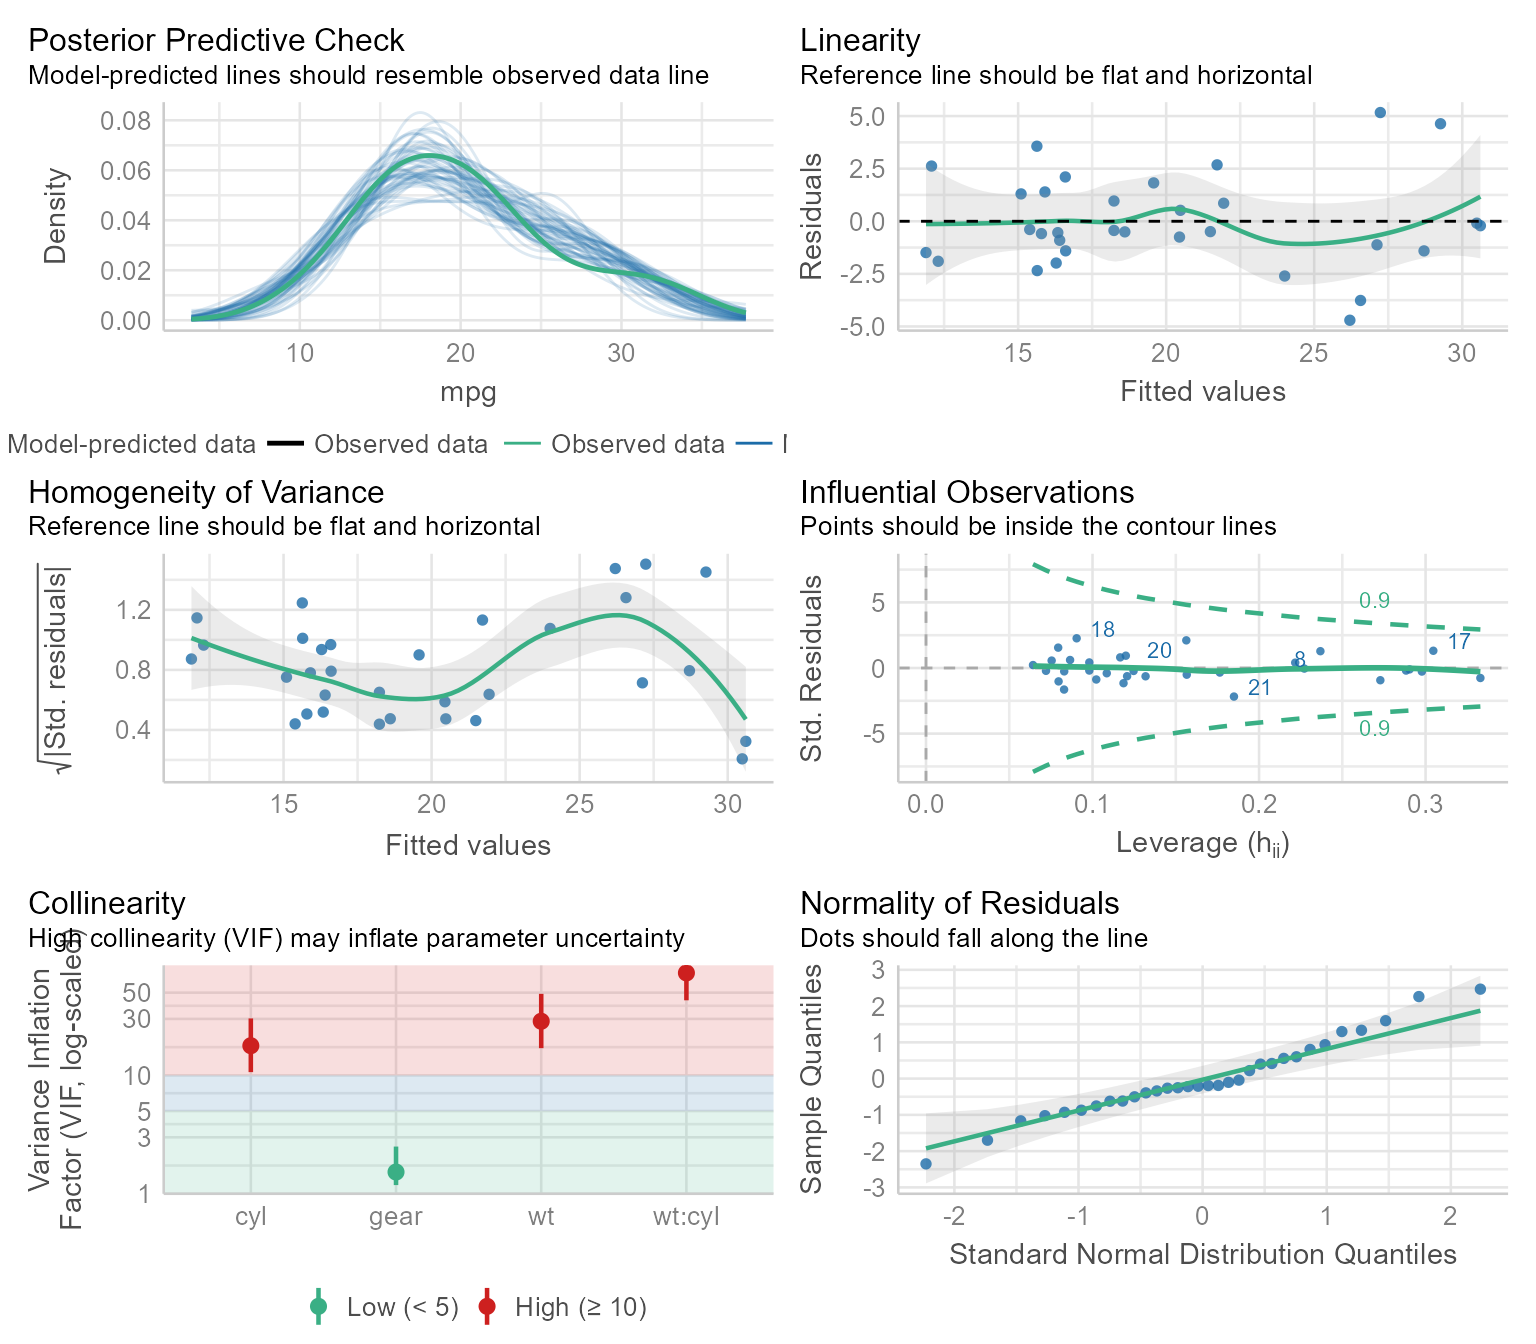 Posterior Predictive Check
Model-predicted lines should resemble observed data line
0.08
0.06
0.04
0.02
0.00
Density
10 20 30
mpg
Model-predicted data Observed data Observed data
Linearity
Reference line should be flat and horizontal
5.0
2.5
0.0
-2.5
-5.0
Residuals
15 20 25 30
Fitted values
Homogeneity of Variance
Reference line should be flat and horizontal
1.2
0.8
0.4
√|Std. residuals|
15 20 25 30
Fitted values
Influential Observations
Points should be inside the contour lines
5
0
-5
Std. Residuals
0.9
18
17
20
8
21
0.9
0.0 0.1 0.2 0.3
Leverage (hii)
Collinearity
High collinearity (VIF) may inflate parameter uncertainty
Variance Inflation
Factor (VIF, log-scaled)
50
30
10
5
3
1
cyl gear wt wt:cyl
Low (< 5) High (≥ 10)
Normality of Residuals
Dots should fall along the line
3
2
1
0
-1
-2
-3
Sample Quantiles
-2 -1 0 1 2
Standard Normal Distribution Quantiles